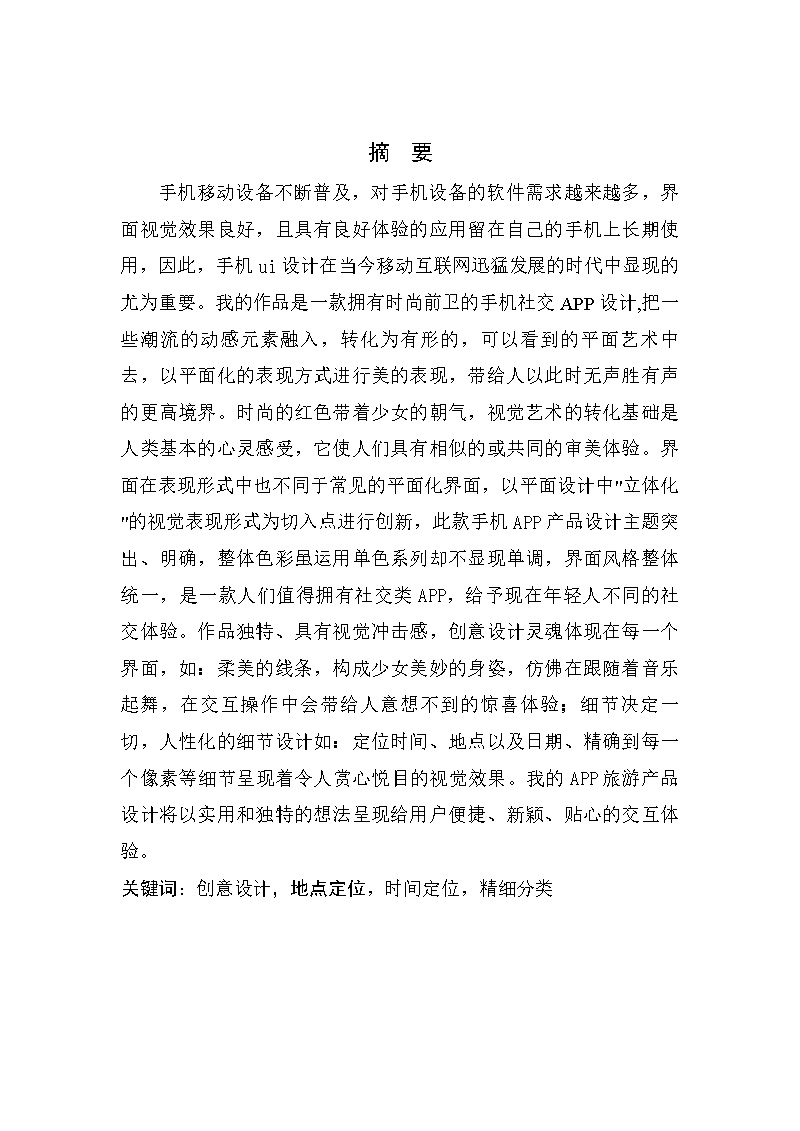 摘　要
手机移动设备不断普及，对手机设备的软件需求越来越多，界
面视觉效果良好，且具有良好体验的应用留在自己的手机上长期使
用，因此，手机 ui 设计在当今移动互联网迅猛发展的时代中显现的
尤为重要。我的作品是一款拥有时尚前卫的手机社交 APP 设计,把一
些潮流的动感元素融入，转化为有形的，可以看到的平面艺术中
去，以平面化的表现方式进行美的表现，带给人以此时无声胜有声
的更高境界。时尚的红色带着少女的朝气，视觉艺术的转化基础是
人类基本的心灵感受，它使人们具有相似的或共同的审美体验。界
面在表现形式中也不同于常见的平面化界面，以平面设计中"立体化
"的视觉表现形式为切入点进行创新，此款手机 APP 产品设计主题突
出、明确，整体色彩虽运用单色系列却不显现单调，界面风格整体
统一，是一款人们值得拥有社交类 APP，给予现在年轻人不同的社
交体验。作品独特、具有视觉冲击感，创意设计灵魂体现在每一个
界面，如：柔美的线条，构成少女美妙的身姿，仿佛在跟随着音乐
起舞，在交互操作中会带给人意想不到的惊喜体验；细节决定一
切，人性化的细节设计如：定位时间、地点以及日期、精确到每一
个像素等细节呈现着令人赏心悦目的视觉效果。我的 APP 旅游产品
设计将以实用和独特的想法呈现给用户便捷、新颖、贴心的交互体
验。
关键词：创意设计，地点定位，时间定位，精细分类